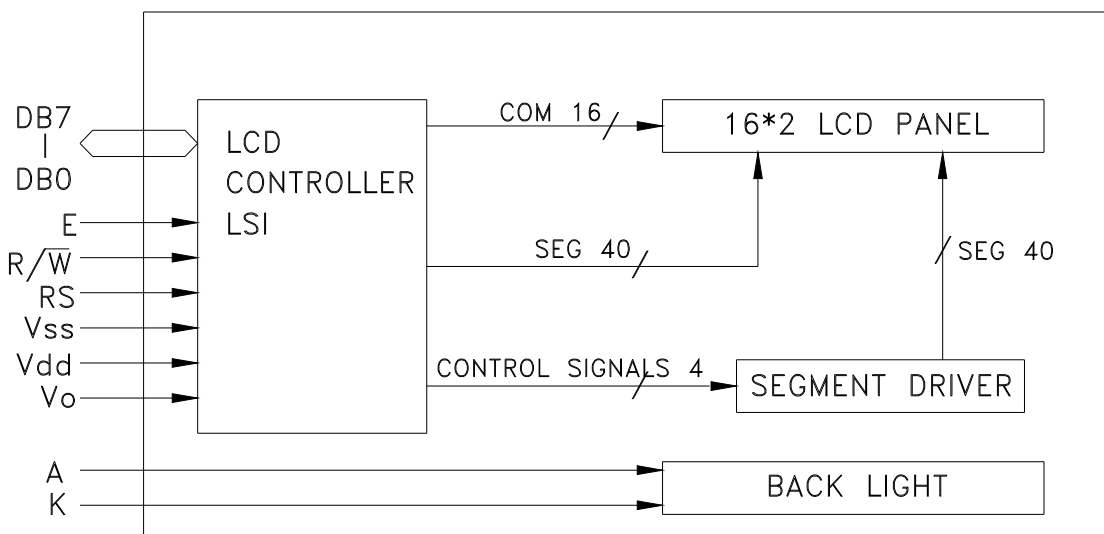 DB7
DB0
E
R/W̅
RS
Vss
Vdd
Vo
A
K
LCD
CONTROLLER
LSI
COM 16
SEG 40
CONTROL SIGNALS 4
16*2 LCD PANEL
SEG 40
SEGMENT DRIVER
BACK LIGHT